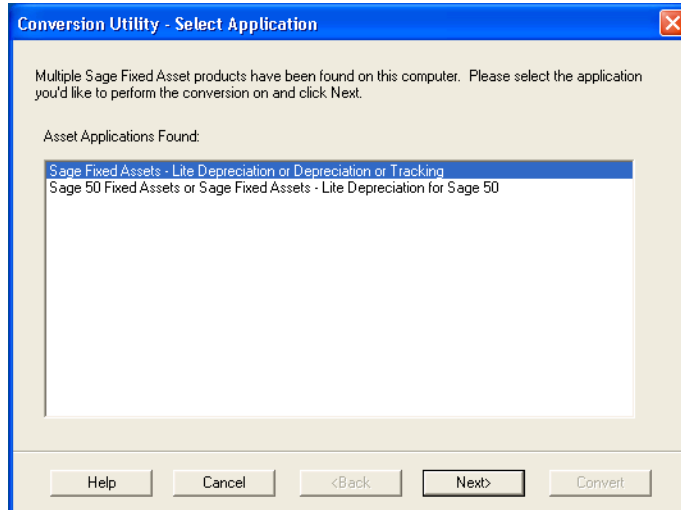 Conversion Utility - Select Application
Multiple Sage Fixed Asset products have been found on this computer.  Please select the application
you'd like to perform the conversion on and click Next.
Asset Applications Found:
Sage Fixed Assets - Lite Depreciation or Depreciation or Tracking
Sage 50 Fixed Assets or Sage Fixed Assets - Lite Depreciation for Sage 50
Help Cancel <Back Next> Convert